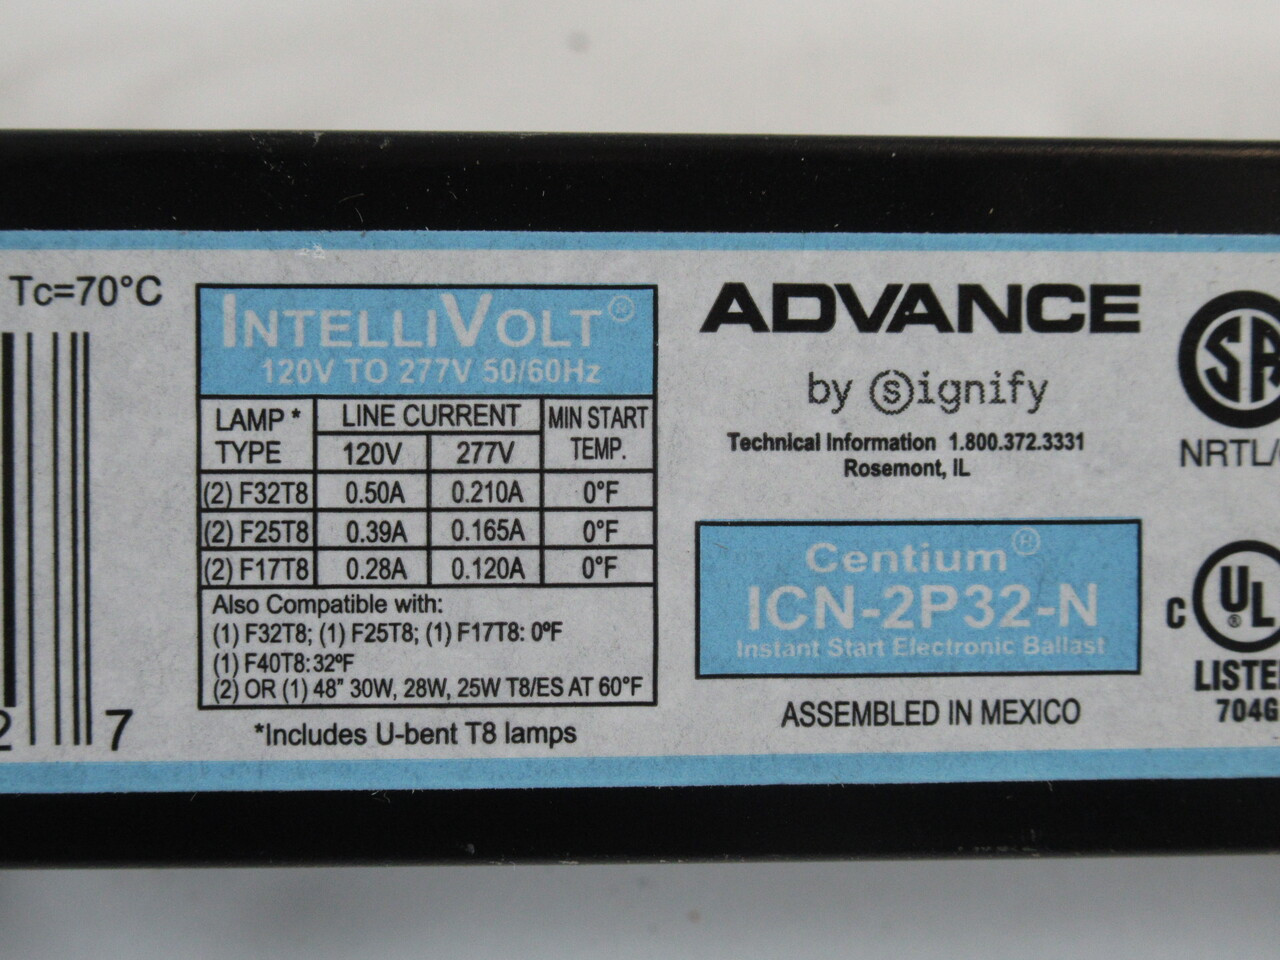 Tc=70°C
7
INTELLIVOLT®
120V TO 277V 50/60Hz
LAMP * TYPE LINE CURRENT MIN START TEMP.
120V 277V
(2) F32T8 0.50A 0.210A 0°F
(2) F25T8 0.39A 0.165A 0°F
(2) F17T8 0.28A 0.120A 0°F
Also Compatible with:
(1) F32T8; (1) F25T8; (1) F17T8: 0ºF
(1) F40T8: 32ºF
(2) OR (1) 48" 30W, 28W, 25W T8/ES AT 60°F
*Includes U-bent T8 lamps
ADVANCE
by signify
Technical Information 1.800.372.3331
Rosemont, IL
Centium®
ICN-2P32-N
Instant Start Electronic Ballast
ASSEMBLED IN MEXICO
SA
NRTL/
C UL ®
LISTE
704G